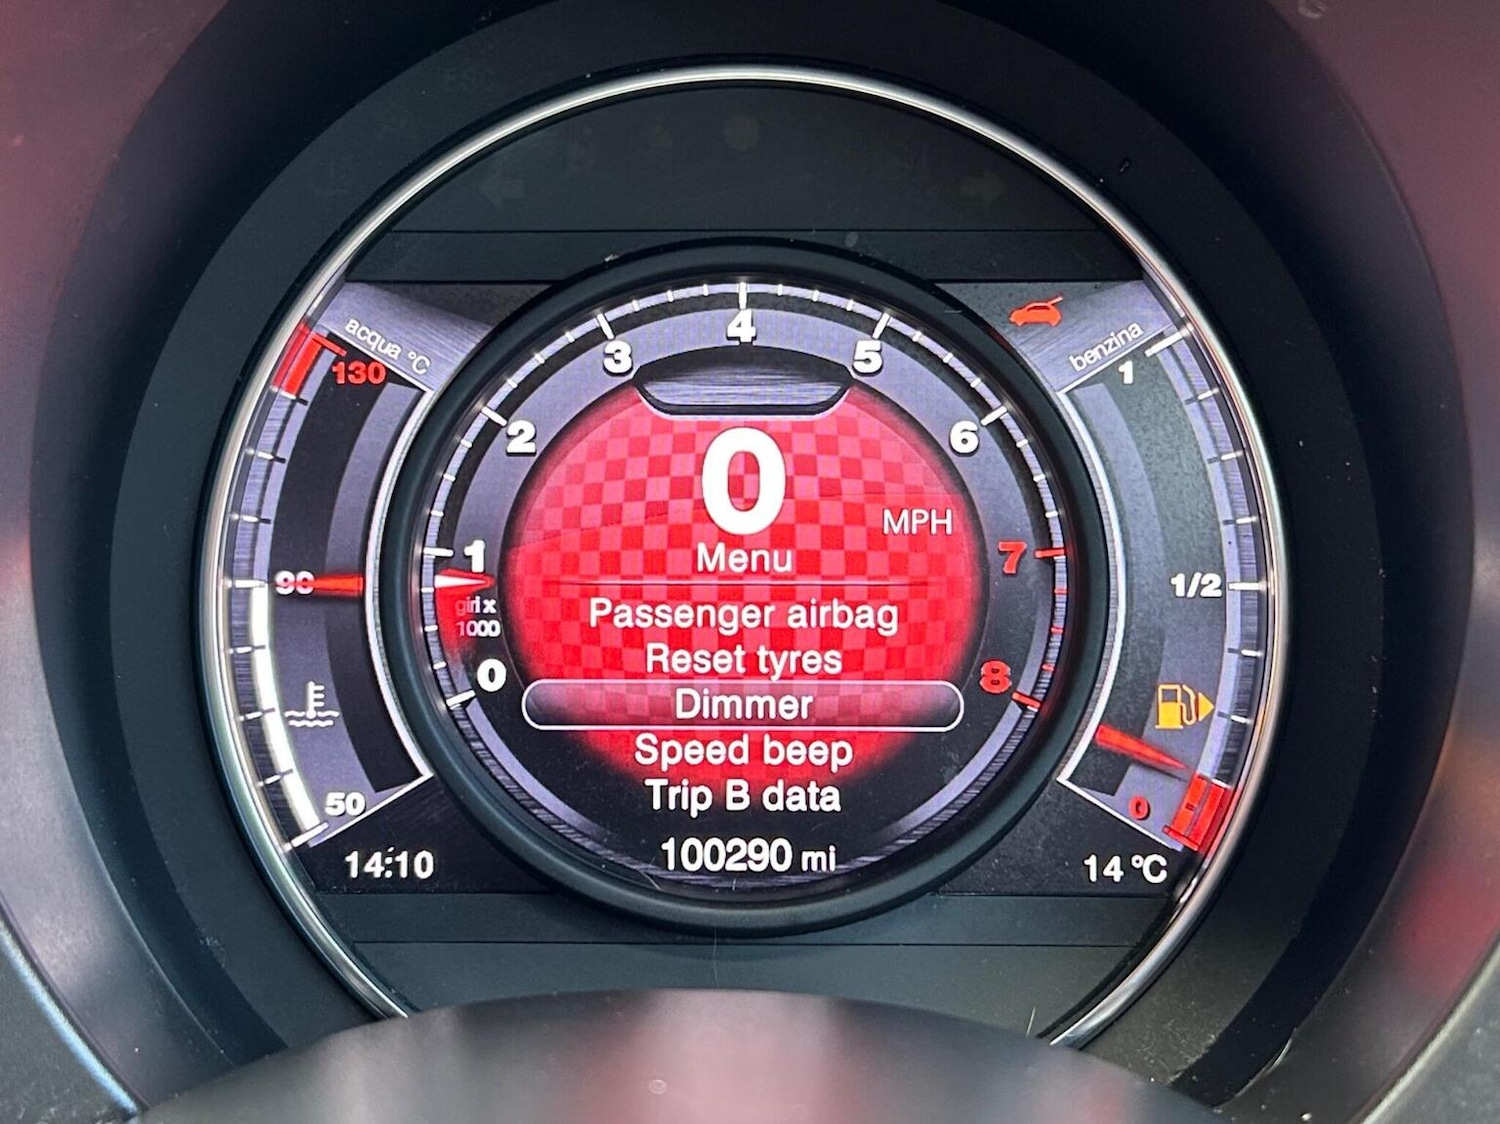 acqua °C
130
90
50
14:10
4
3
5
2
6
1
7
giri x
1000
0
8
0
MPH
Menu
Passenger airbag
Reset tyres
Dimmer
Speed beep
Trip B data
100290 mi
benzina
1
1/2
0
14 °C